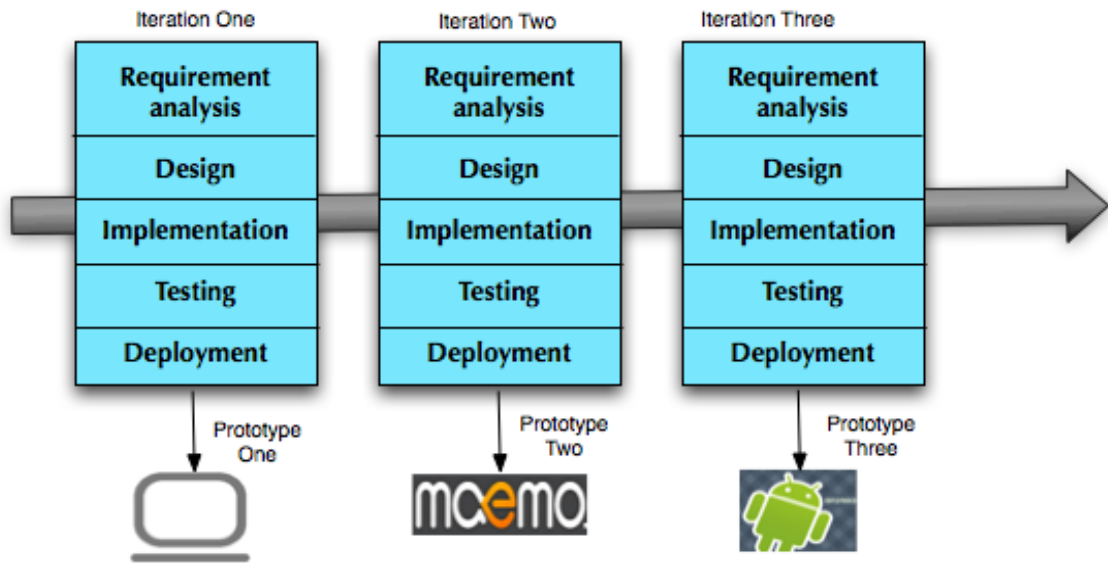 Iteration One
Requirement
analysis
Design
Implementation
Testing
Deployment
Prototype
One
Iteration Two
Requirement
analysis
Design
Implementation
Testing
Deployment
Prototype
Two
maemo
Iteration Three
Requirement
analysis
Design
Implementation
Testing
Deployment
Prototype
Three